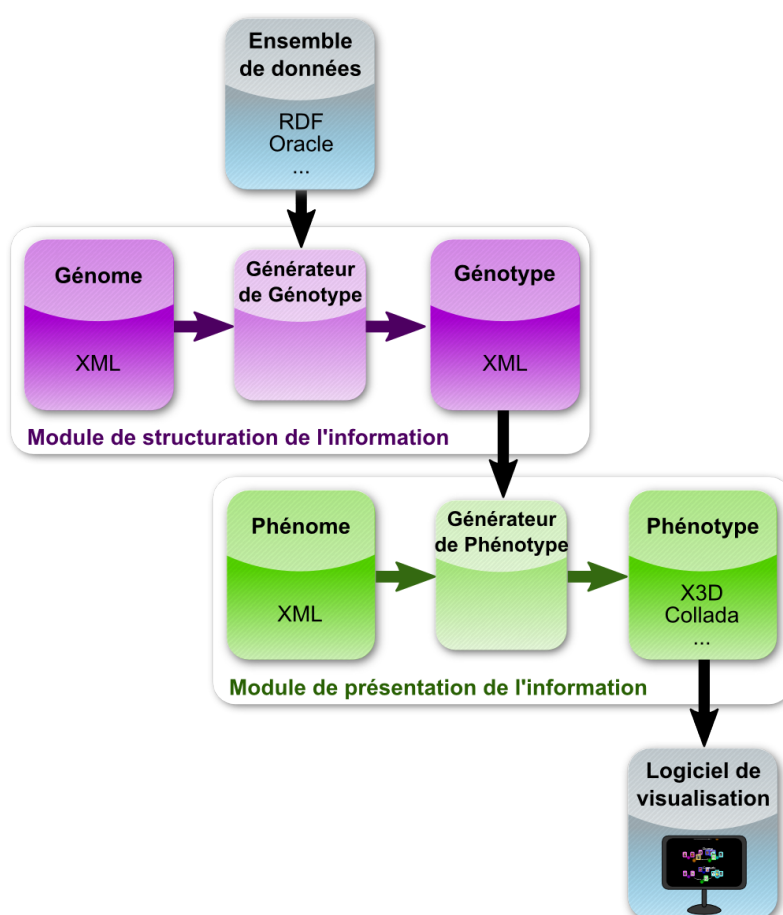 Ensemble
de données
RDF
Oracle
...
Génome
XML
Générateur
de Génotype
Génotype
XML
Module de structuration de l'information
Phénome
XML
Générateur
de Phénotype
Phénotype
X3D
Collada
...
Module de présentation de l'information
Logiciel de
visualisation